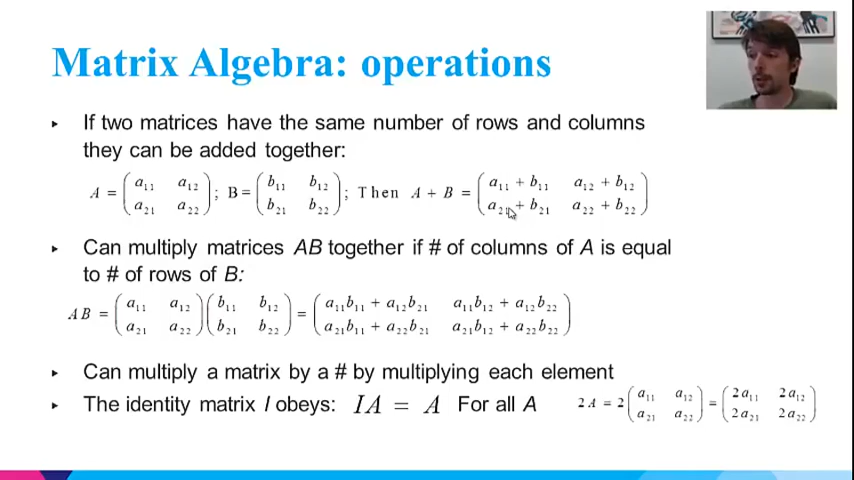 Matrix Algebra: operations
If two matrices have the same number of rows and columns
they can be added together:
A = ( a11 a12 ; a21 a22 ) ; B = ( b11 b12 ; b21 b22 ) ; Then A + B = ( a11 + b11 a12 + b12 ; a21 + b21 a22 + b22 )
Can multiply matrices AB together if # of columns of A is equal
to # of rows of B:
AB = ( a11 a12 ; a21 a22 ) ( b11 b12 ; b21 b22 ) = ( a11b11 + a12b21 a11b12 + a12b22 ; a21b11 + a22b21 a21b12 + a22b22 )
Can multiply a matrix by a # by multiplying each element
The identity matrix I obeys: IA = A For all A 2A = 2 ( a11 a12 ; a21 a22 ) = ( 2a11 2a12 ; 2a21 2a22 )